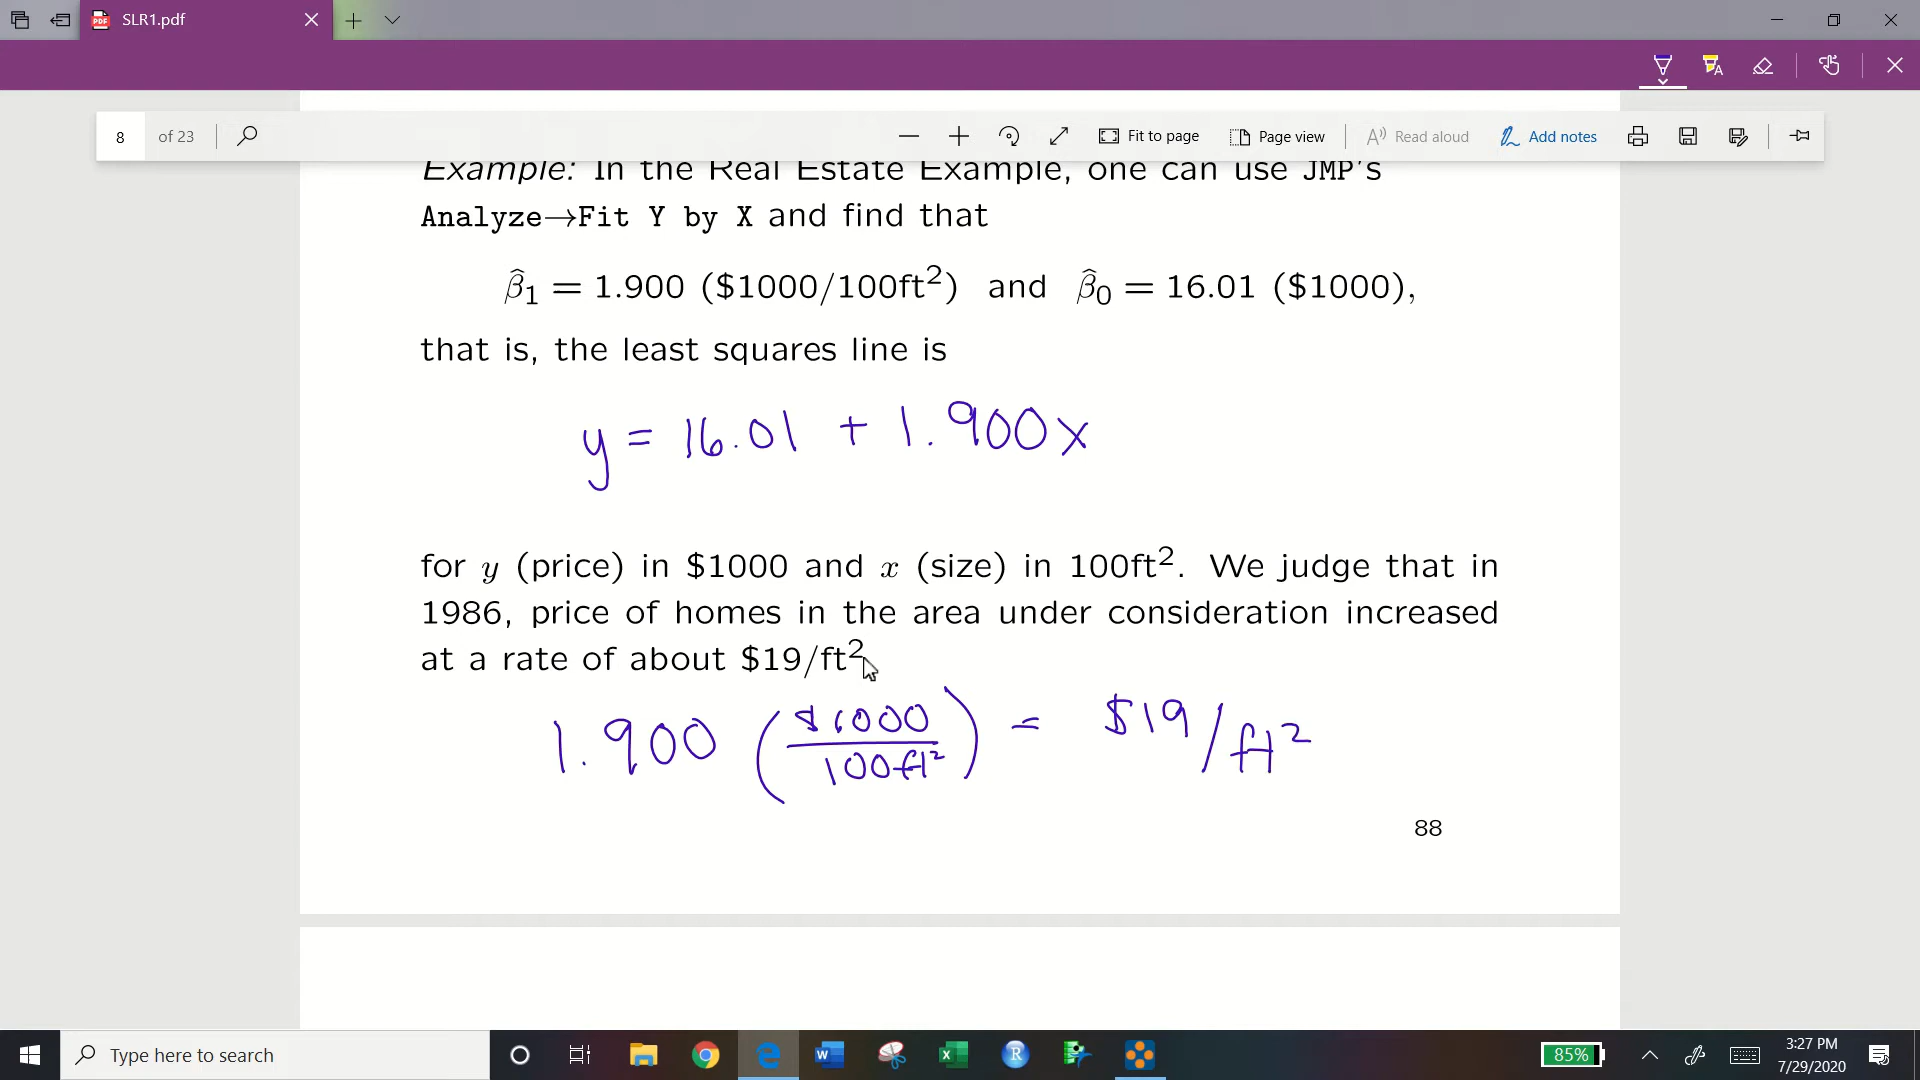 SLR1.pdf
8 of 23 Fit to page Page view Read aloud Add notes
Example: In the Real Estate Example, one can use JMP's
Analyze→Fit Y by X and find that
β̂₁ = 1.900 ($1000/100ft²) and β̂₀ = 16.01 ($1000),
that is, the least squares line is
y = 16.01 + 1.900x
for y (price) in $1000 and x (size) in 100ft². We judge that in
1986, price of homes in the area under consideration increased
at a rate of about $19/ft²
1.900 ($1000/100ft²) = $19/ft²
88
Type here to search
85%
3:27 PM
7/29/2020